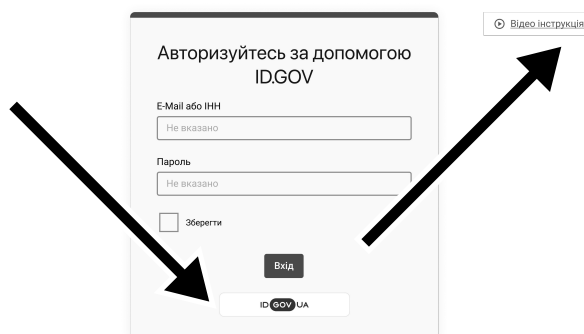 Відео інструкція
Авторизуйтесь за допомогою
ID.GOV
E-Mail або ІНН
Не вказано
Пароль
Не вказано
Зберегти
Вхід
ID GOV UA